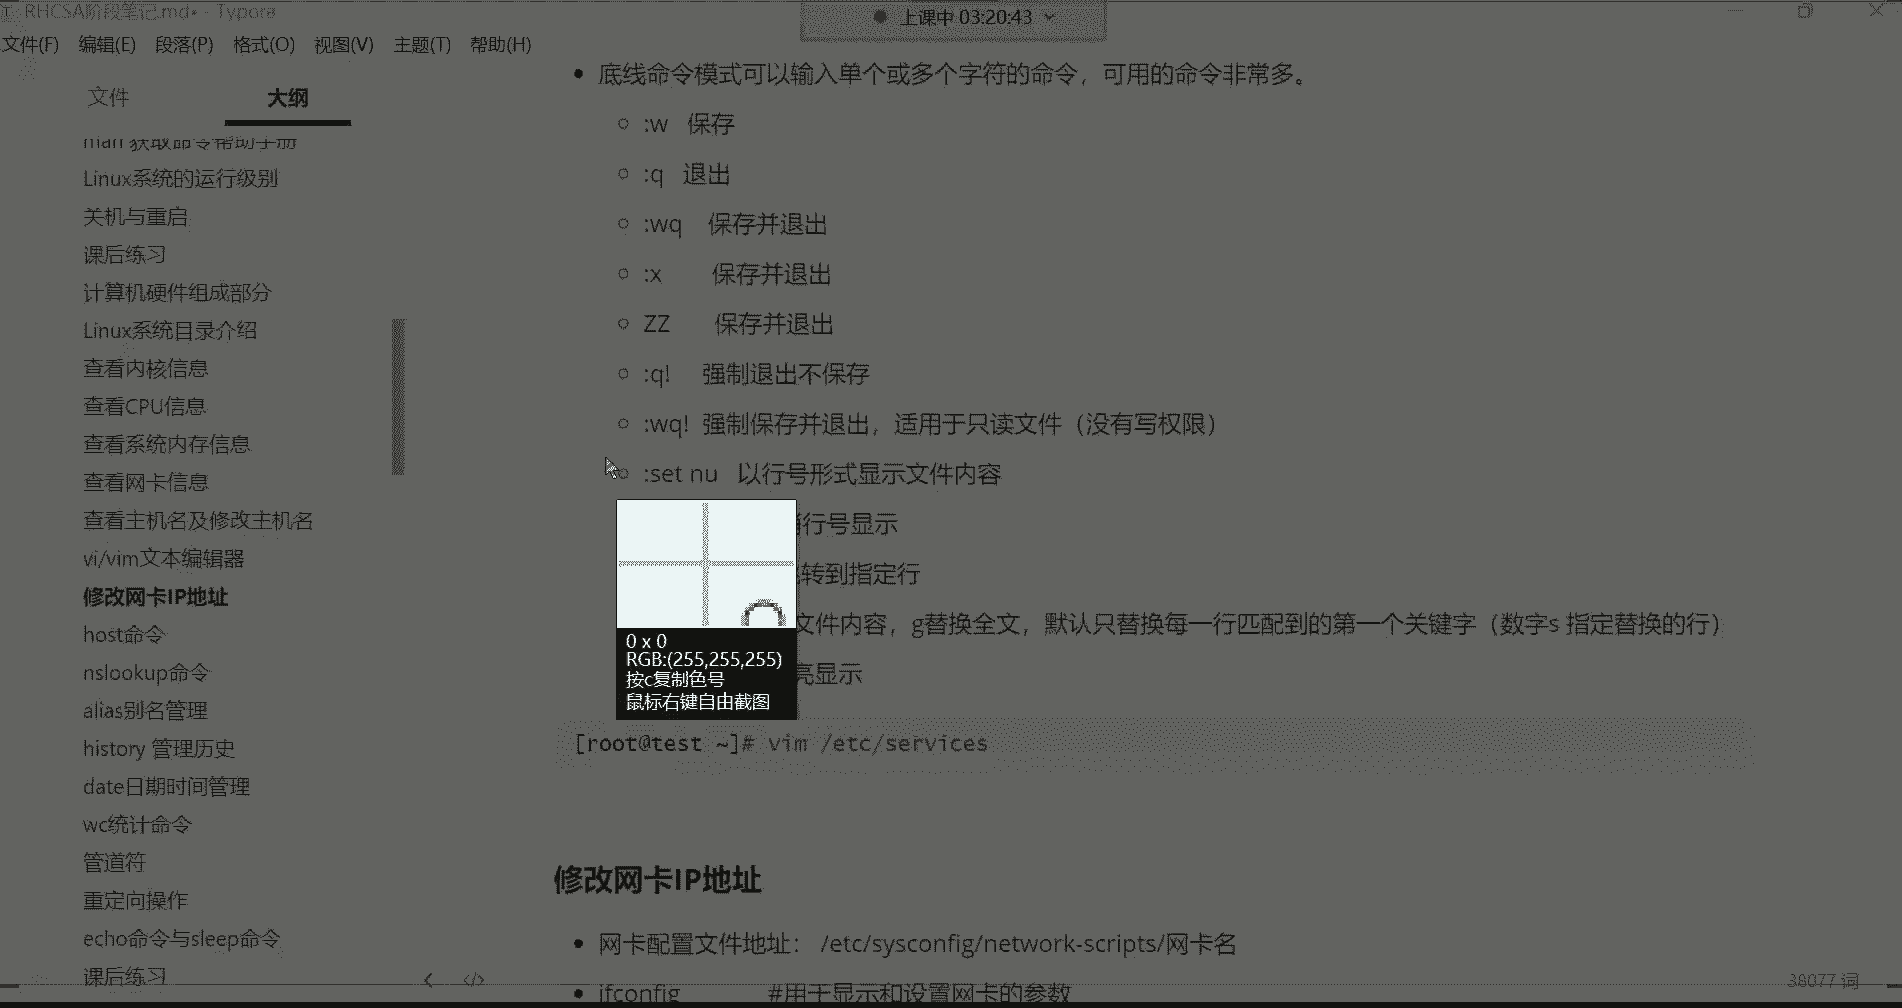 RHCSA阶段笔记.md• - Typora
上课中 03:20:43
文件(F) 编辑(E) 段落(P) 格式(O) 视图(V) 主题(T) 帮助(H)
文件 大纲
man 获取命令帮助手册
Linux系统的运行级别
关机与重启
课后练习
计算机硬件组成部分
Linux系统目录介绍
查看内核信息
查看CPU信息
查看系统内存信息
查看网卡信息
查看主机名及修改主机名
vi/vim文本编辑器
修改网卡IP地址
host命令
nslookup命令
alias别名管理
history 管理历史
date日期时间管理
wc统计命令
管道符
重定向操作
echo命令与sleep命令
课后练习
底线命令模式可以输入单个或多个字符的命令，可用的命令非常多。
:w 保存
:q 退出
:wq 保存并退出
:x 保存并退出
ZZ 保存并退出
:q! 强制退出不保存
:wq! 强制保存并退出，适用于只读文件（没有写权限）
:set nu 以行号形式显示文件内容
行号显示
转到指定行
文件内容，g替换全文，默认只替换每一行匹配到的第一个关键字（数字s 指定替换的行）
亮显示
0 x 0
RGB:(255,255,255)
按c复制色号
鼠标右键自由截图
[root@test ~]# vim /etc/services
修改网卡IP地址
网卡配置文件地址： /etc/sysconfig/network-scripts/网卡名
ifconfig #用于显示和设置网卡的参数
38077 词